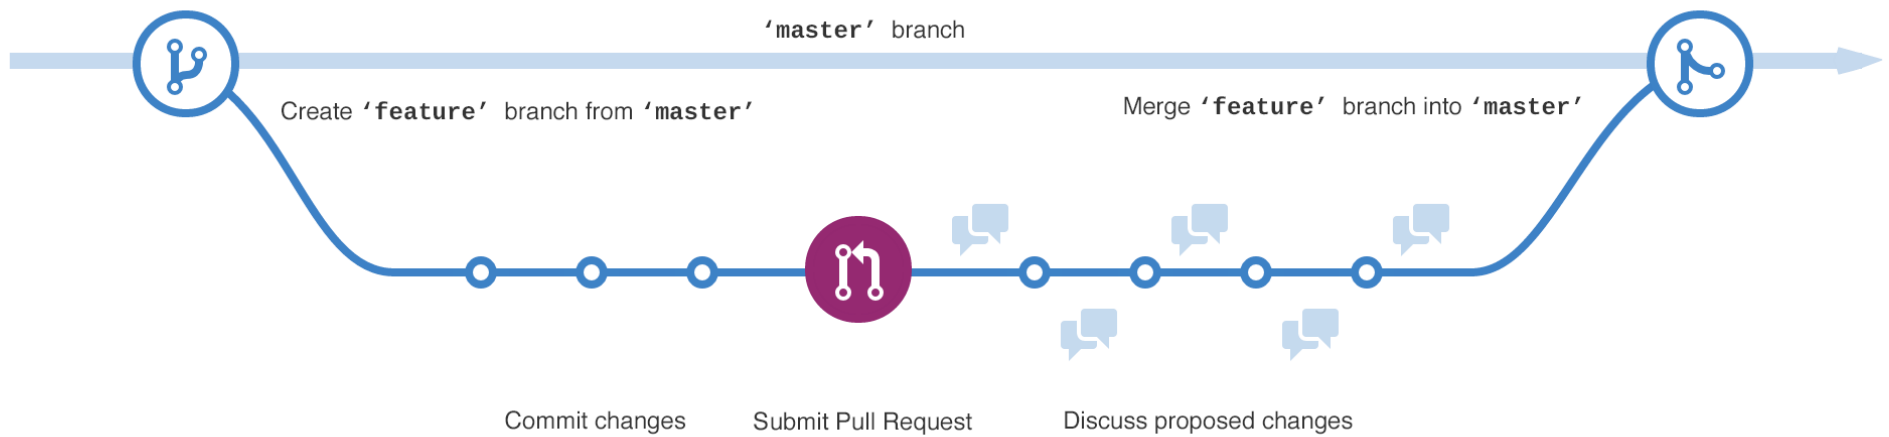 ‘master’ branch
Create ‘feature’ branch from ‘master’
Merge ‘feature’ branch into ‘master’
Commit changes
Submit Pull Request
Discuss proposed changes